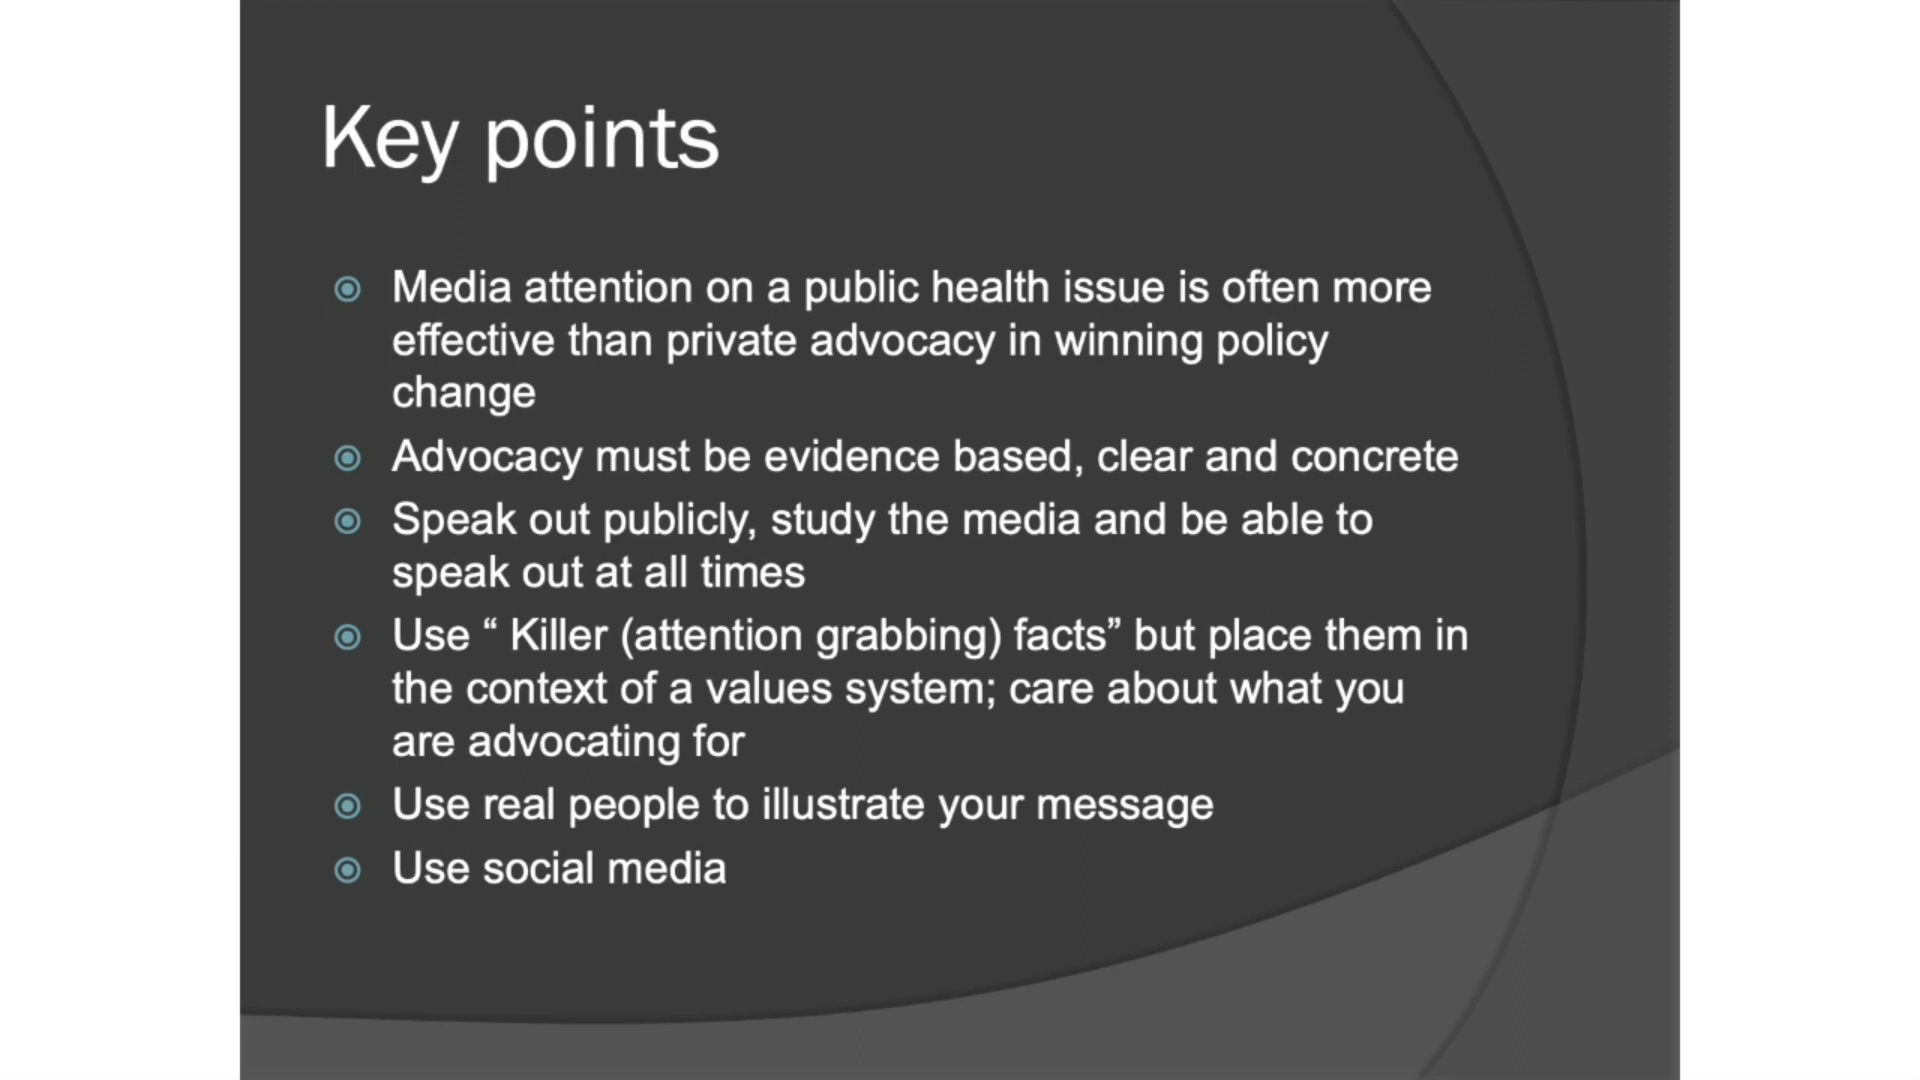 Key points
Media attention on a public health issue is often more
effective than private advocacy in winning policy
change
Advocacy must be evidence based, clear and concrete
Speak out publicly, study the media and be able to
speak out at all times
Use “ Killer (attention grabbing) facts” but place them in
the context of a values system; care about what you
are advocating for
Use real people to illustrate your message
Use social media